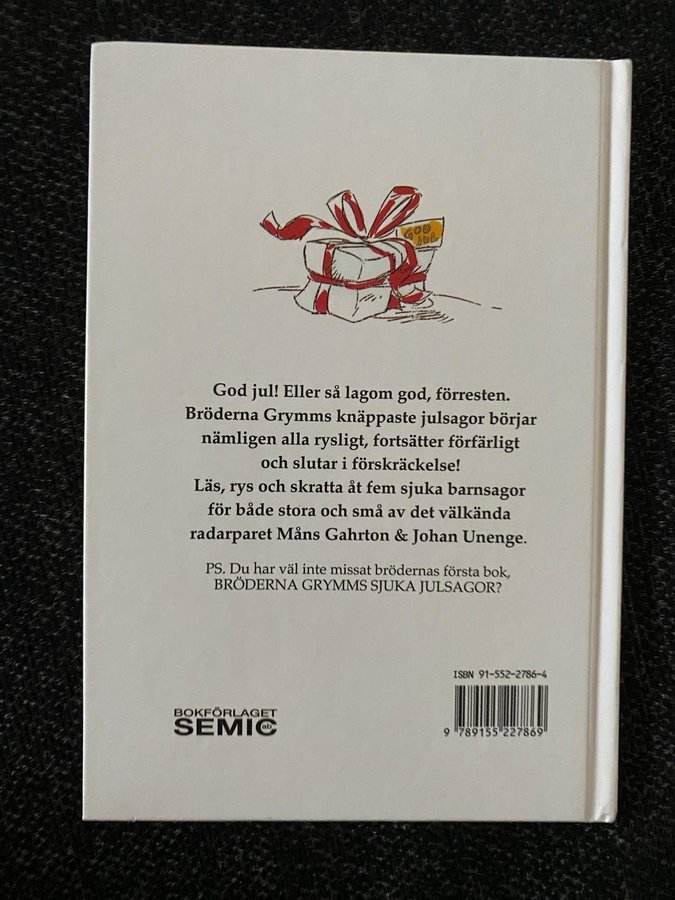 GOD
JUL
God jul! Eller så lagom god, förresten.
Bröderna Grymms knäppaste julsagor börjar
nämligen alla rysligt, fortsätter förfärligt
och slutar i förskräckelse!
Läs, rys och skratta åt fem sjuka barnsagor
för både stora och små av det välkända
radarparet Måns Gahrton & Johan Unenge.
PS. Du har väl inte missat brödernas första bok,
BRÖDERNA GRYMMS SJUKA JULSAGOR?
BOKFÖRLAGET
SEMIC
ab
ISBN 91-552-2786-4
9 789155 227869